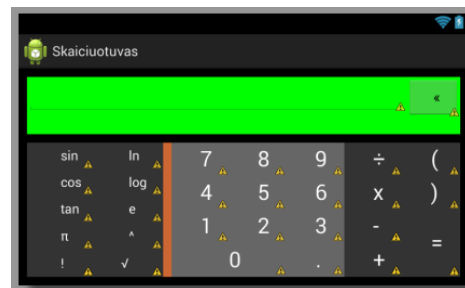 Skaiciuotuvas
«
sin ln 7 8 9 ÷ (
cos log 4 5 6 x )
tan e 1 2 3 -
π ^ =
! √ 0 . +